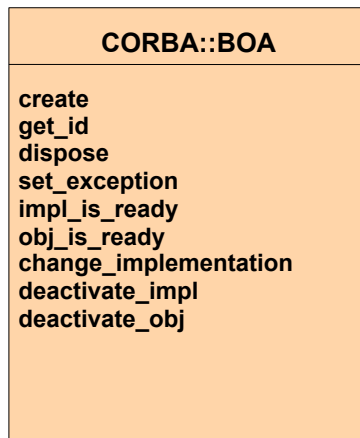 CORBA::BOA
create
get_id
dispose
set_exception
impl_is_ready
obj_is_ready
change_implementation
deactivate_impl
deactivate_obj